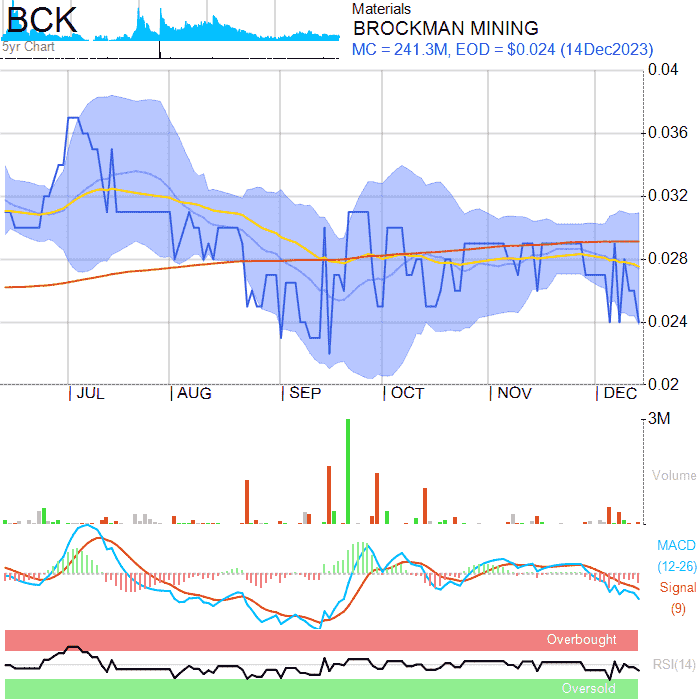 BCK
5yr Chart
Materials
BROCKMAN MINING
MC = 241.3M, EOD = $0.024 (14Dec2023)
0.04
0.036
0.032
0.028
0.024
0.02
JUL
AUG
SEP
OCT
NOV
DEC
3M
Volume
MACD
(12-26)
Signal
(9)
Overbought
RSI(14)
Oversold